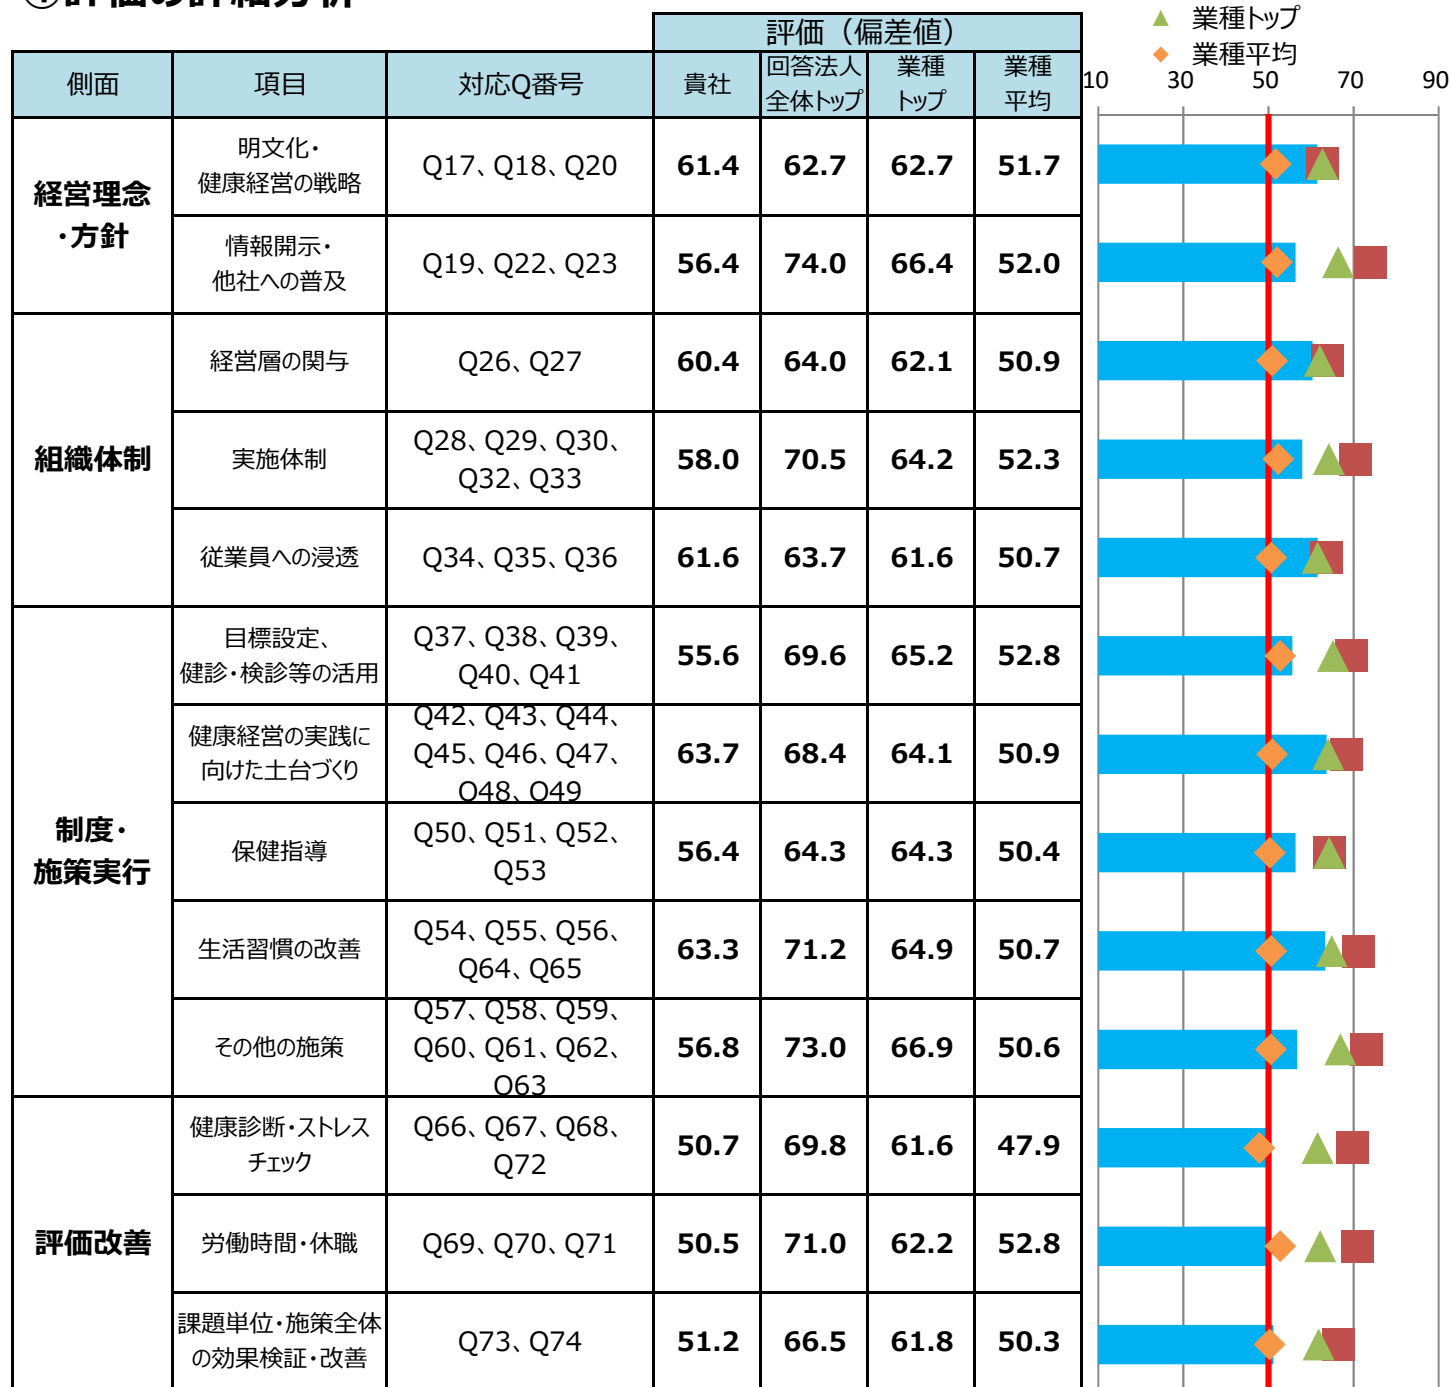 ①評価の詳細分析
▲ 業種トップ
◆ 業種平均
評価（偏差値）
側面 項目 対応Q番号 貴社 回答法人 業種 業種
全体トップ トップ 平均
10 30 50 70 90
経営理念
・方針
明文化・
健康経営の戦略
Q17、Q18、Q20 61.4 62.7 62.7 51.7
情報開示・
他社への普及
Q19、Q22、Q23 56.4 74.0 66.4 52.0
組織体制
経営層の関与 Q26、Q27 60.4 64.0 62.1 50.9
実施体制
Q28、Q29、Q30、
Q32、Q33
58.0 70.5 64.2 52.3
従業員への浸透 Q34、Q35、Q36 61.6 63.7 61.6 50.7
制度・
施策実行
目標設定、
健診・検診等の活用
Q37、Q38、Q39、
Q40、Q41
55.6 69.6 65.2 52.8
健康経営の実践に
向けた土台づくり
Q42、Q43、Q44、
Q45、Q46、Q47、
Q48、Q49
63.7 68.4 64.1 50.9
保健指導
Q50、Q51、Q52、
Q53
56.4 64.3 64.3 50.4
生活習慣の改善
Q54、Q55、Q56、
Q64、Q65
63.3 71.2 64.9 50.7
その他の施策
Q57、Q58、Q59、
Q60、Q61、Q62、
Q63
56.8 73.0 66.9 50.6
評価改善
健康診断・ストレス
チェック
Q66、Q67、Q68、
Q72
50.7 69.8 61.6 47.9
労働時間・休職 Q69、Q70、Q71 50.5 71.0 62.2 52.8
課題単位・施策全体
の効果検証・改善
Q73、Q74 51.2 66.5 61.8 50.3